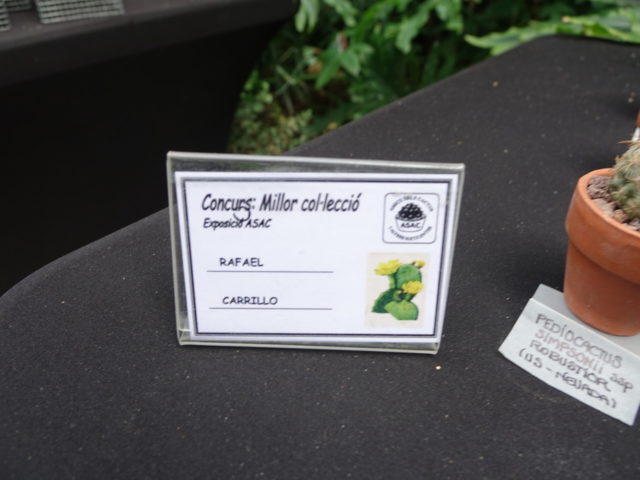 Concurs: Millor col·lecció
Exposició ASAC
ASAC
RAFAEL
CARRILLO
PEDIOCACTUS
SIMPSONII ssp
ROBUSTIOR
(US - NEVADA)